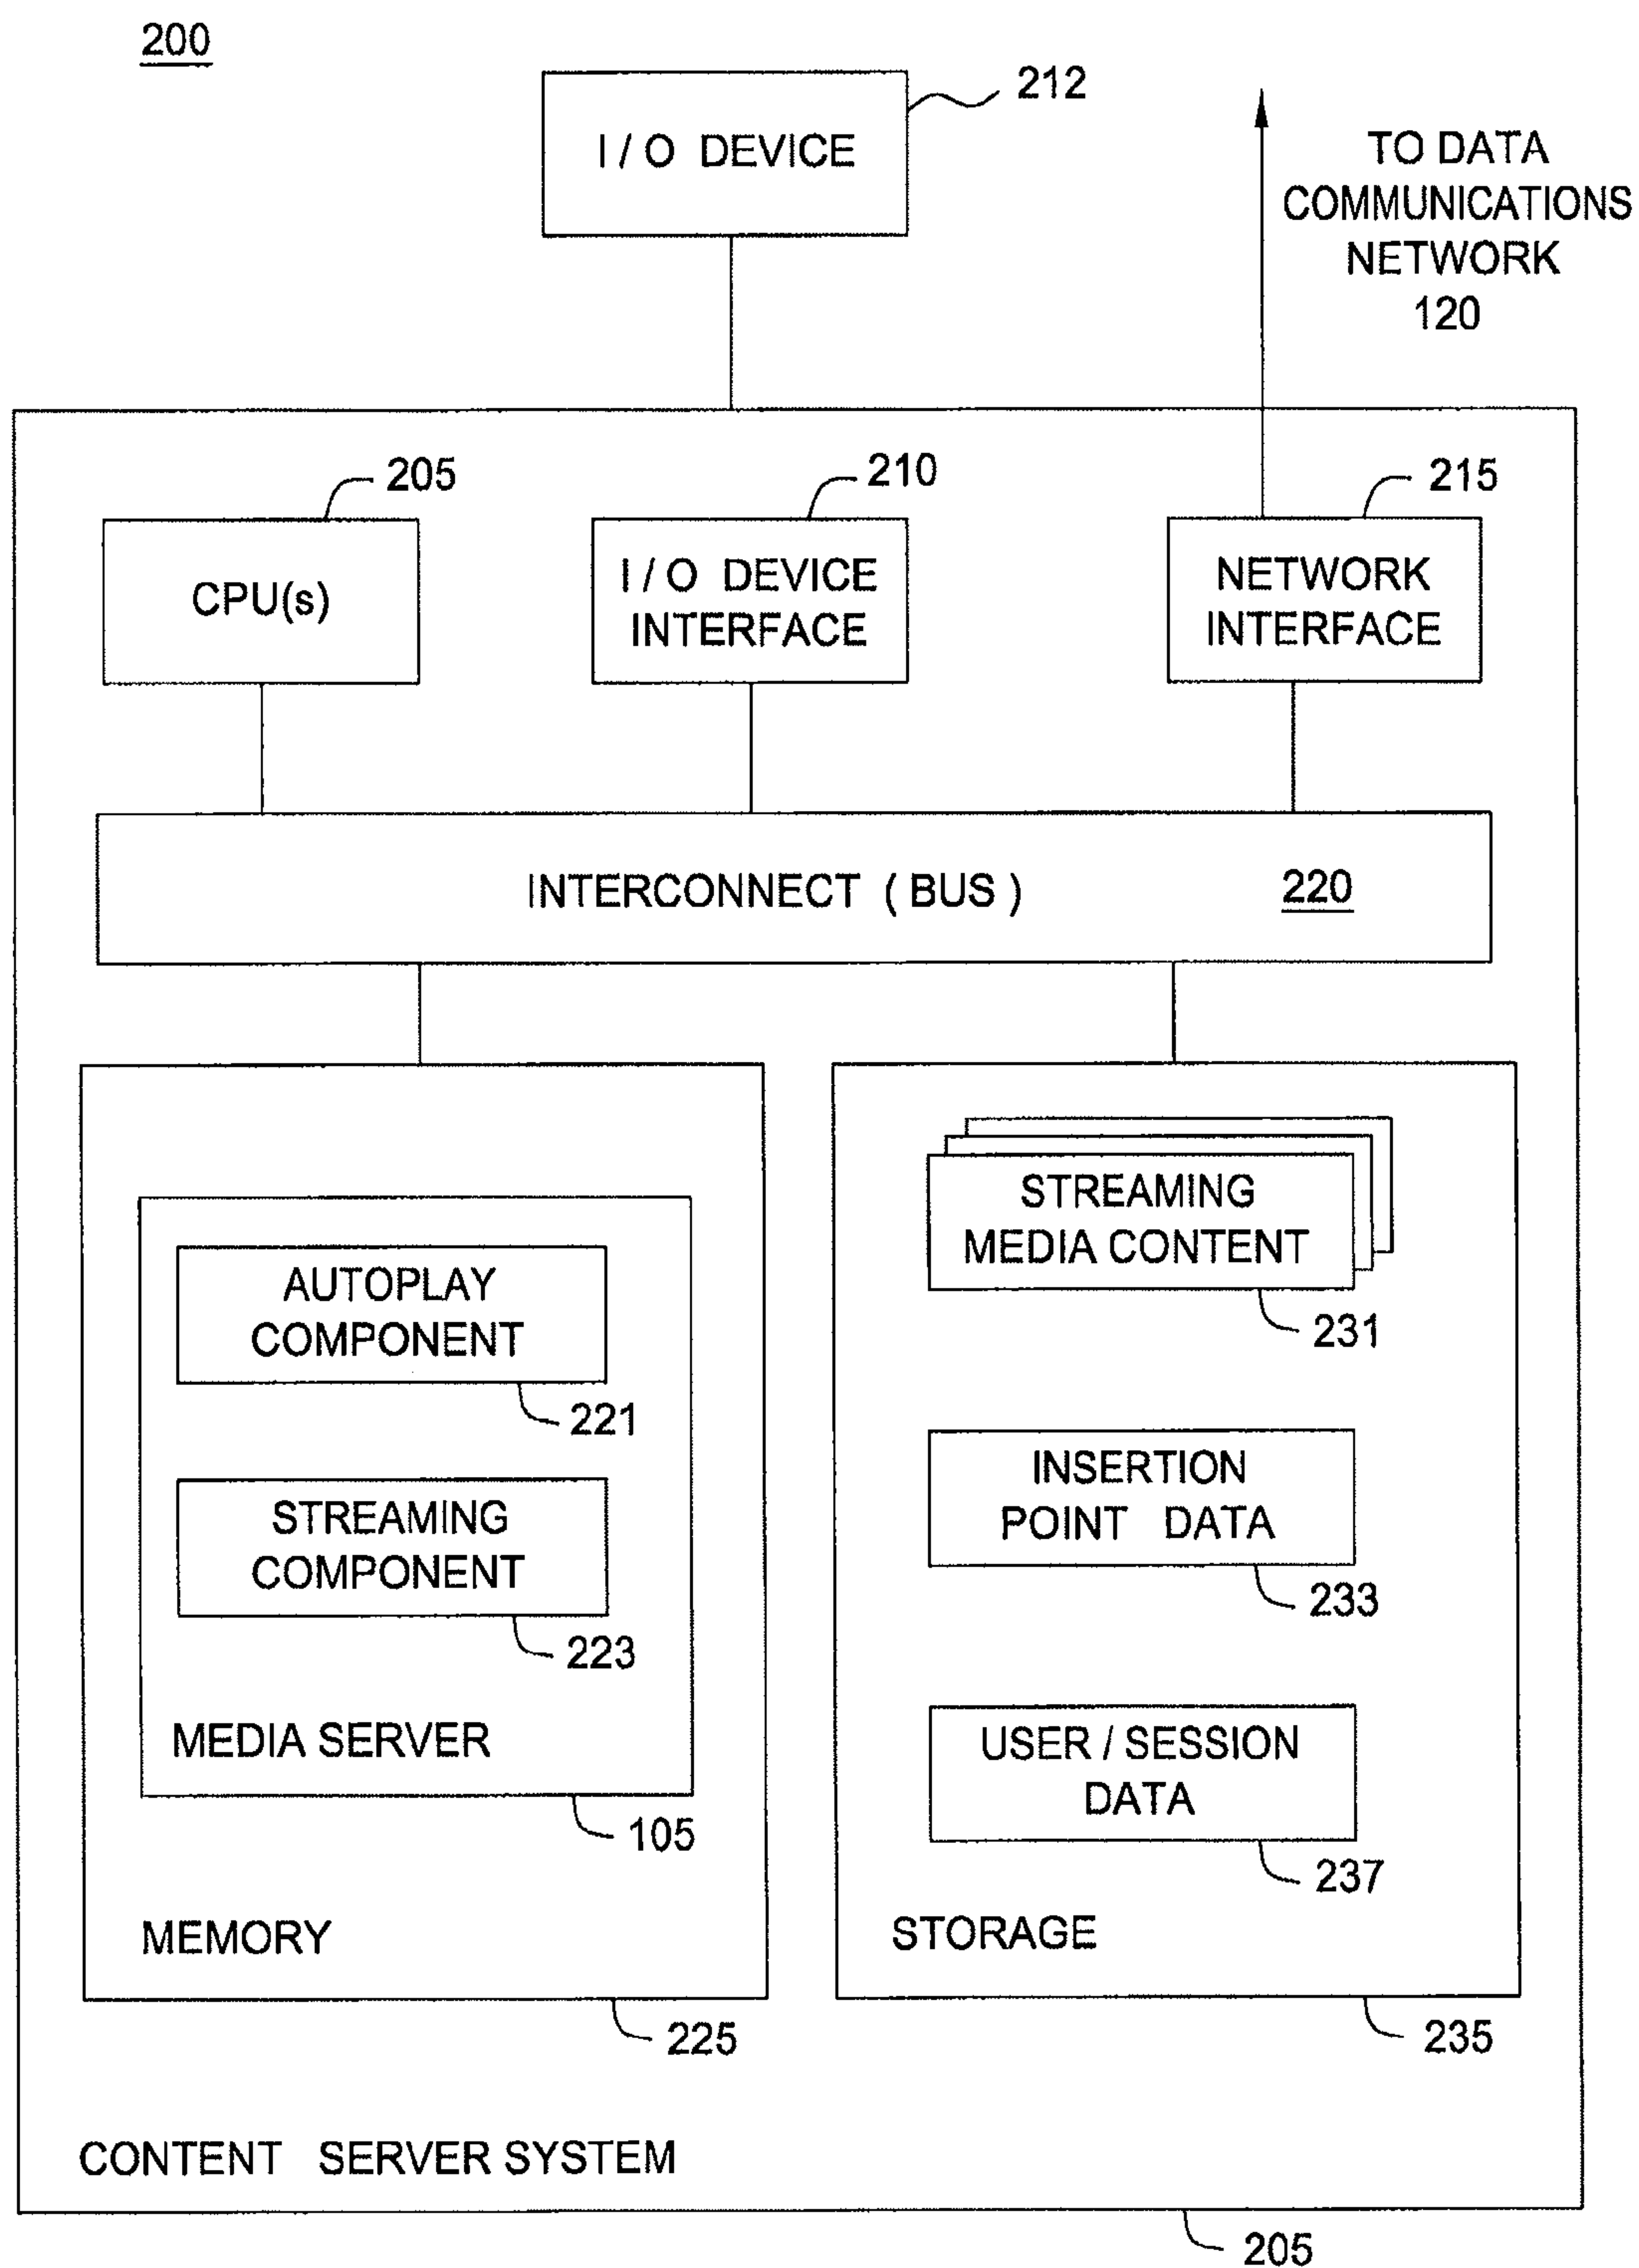 200
I / O DEVICE
212
TO DATA
COMMUNICATIONS
NETWORK
120
205
CPU(s)
210
I / O DEVICE
INTERFACE
215
NETWORK
INTERFACE
INTERCONNECT ( BUS )
220
AUTOPLAY
COMPONENT
221
STREAMING
COMPONENT
223
MEDIA SERVER
105
MEMORY
225
STREAMING
MEDIA CONTENT
231
INSERTION
POINT DATA
233
USER / SESSION
DATA
237
STORAGE
235
CONTENT SERVER SYSTEM
205